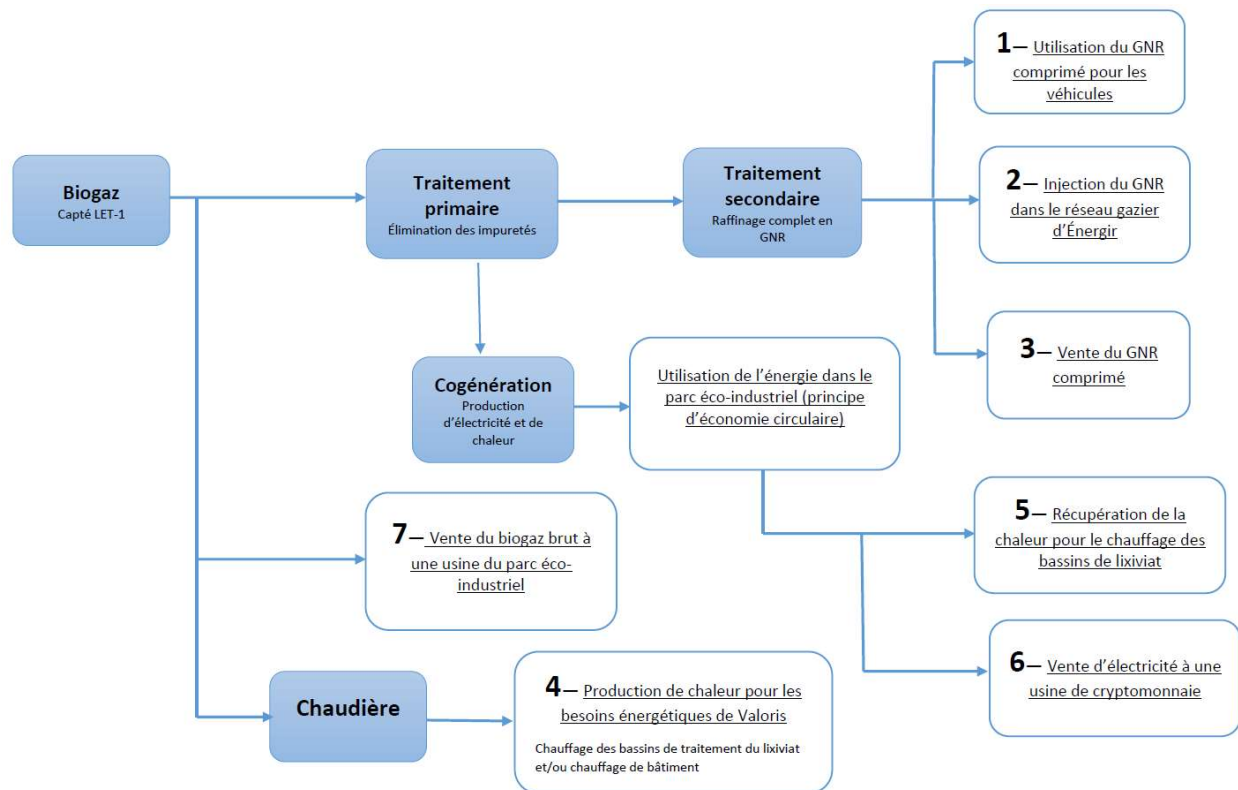 1– Utilisation du GNR
comprimé pour les
véhicules
Biogaz
Capté LET-1
Traitement
primaire
Élimination des impuretés
Traitement
secondaire
Raffinage complet en
GNR
2– Injection du GNR
dans le réseau gazier
d’Énergir
3– Vente du GNR
comprimé
Cogénération
Production
d’électricité et de
chaleur
Utilisation de l’énergie dans le
parc éco-industriel (principe
d’économie circulaire)
5– Récupération de la
chaleur pour le chauffage des
bassins de lixiviat
7– Vente du biogaz brut à
une usine du parc éco-
industriel
6– Vente d’électricité à une
usine de cryptomonnaie
Chaudière
4– Production de chaleur pour les
besoins énergétiques de Valoris
Chauffage des bassins de traitement du lixiviat
et/ou chauffage de bâtiment